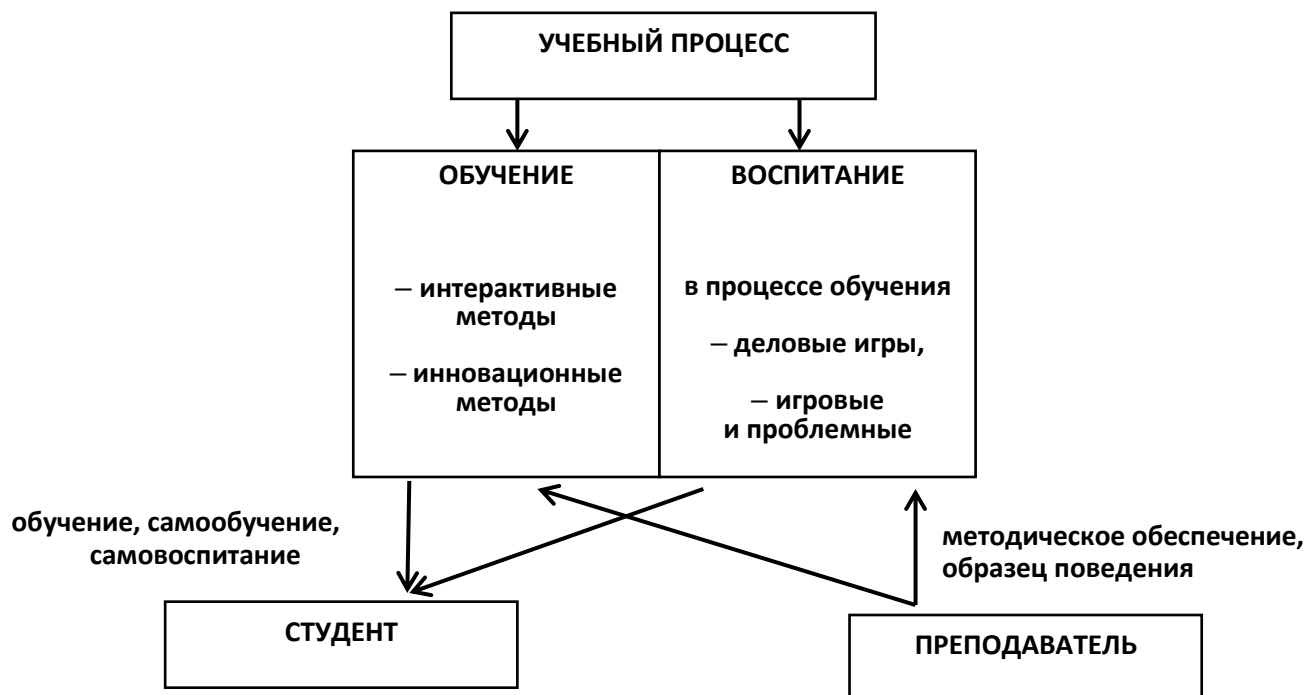 УЧЕБНЫЙ ПРОЦЕСС
ОБУЧЕНИЕ
– интерактивные
методы
– инновационные
методы
ВОСПИТАНИЕ
в процессе обучения
– деловые игры,
– игровые
и проблемные
обучение, самообучение,
самовоспитание
методическое обеспечение,
образец поведения
СТУДЕНТ
ПРЕПОДАВАТЕЛЬ